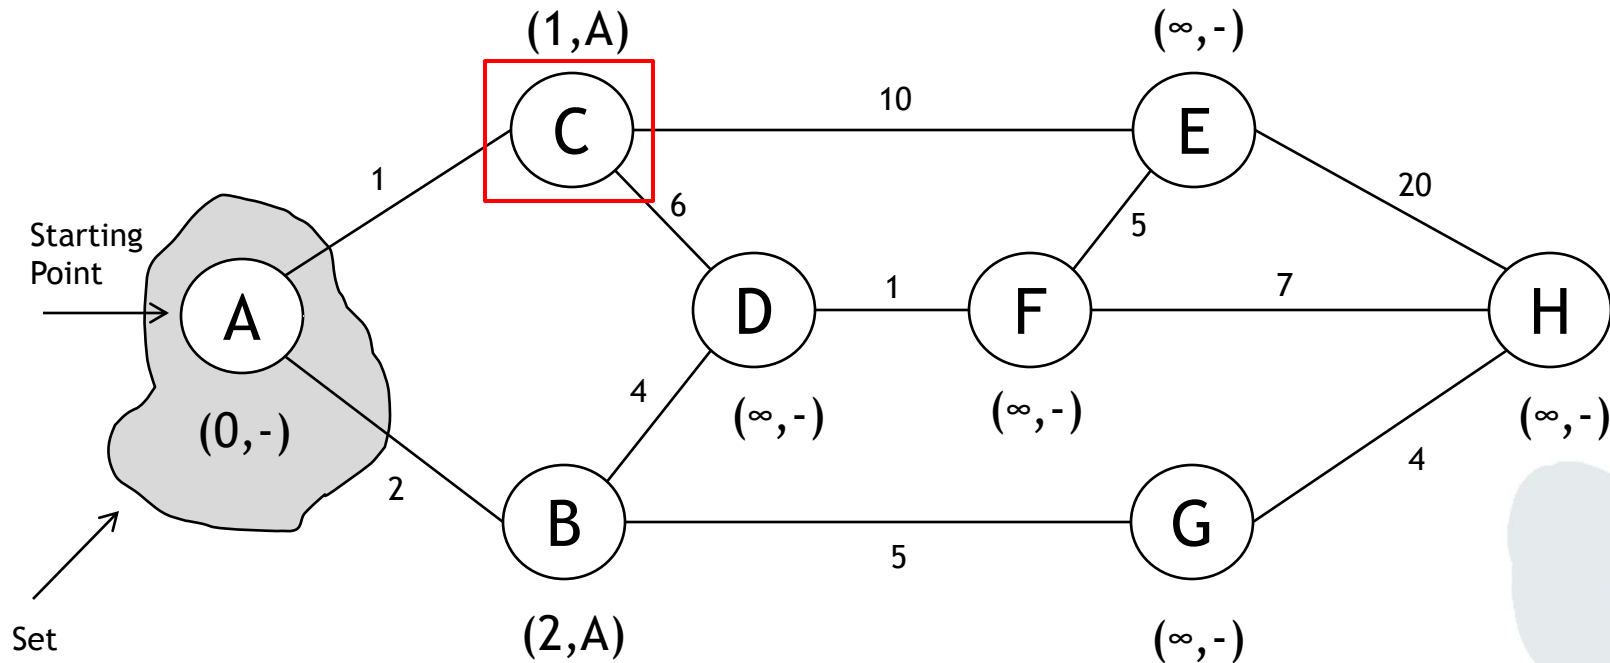 (1,A)
(∞,-)
C
10
E
1
6
20
5
Starting
Point
A
D
1
F
7
H
(0,-)
4
(∞,-)
(∞,-)
(∞,-)
2
4
B
5
G
Set
(2,A)
(∞,-)